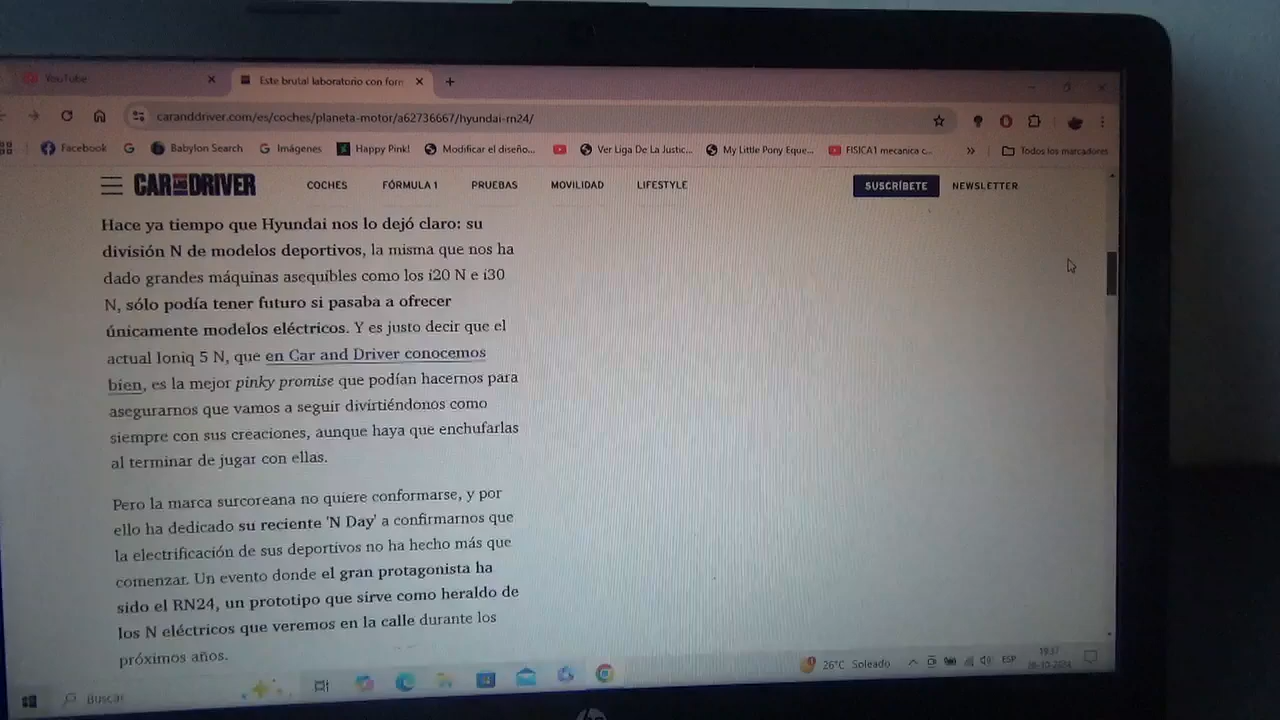 YouTube
Este brutal laboratorio con form
caranddriver.com/es/coches/planeta-motor/a62736667/hyundai-rn24/
Facebook
Babylon Search
Imágenes
Happy Pink!
Modificar el diseño...
Ver Liga De La Justic...
My Little Pony Eque...
FISICA1 mecanica c...
»
Todos los marcadores
CAR AND DRIVER
COCHES
FÓRMULA 1
PRUEBAS
MOVILIDAD
LIFESTYLE
SUSCRÍBETE
NEWSLETTER
Hace ya tiempo que Hyundai nos lo dejó claro: su
división N de modelos deportivos, la misma que nos ha
dado grandes máquinas asequibles como los i20 N e i30
N, sólo podía tener futuro si pasaba a ofrecer
únicamente modelos eléctricos. Y es justo decir que el
actual Ioniq 5 N, que en Car and Driver conocemos
bien, es la mejor pinky promise que podían hacernos para
asegurarnos que vamos a seguir divirtiéndonos como
siempre con sus creaciones, aunque haya que enchufarlas
al terminar de jugar con ellas.
Pero la marca surcoreana no quiere conformarse, y por
ello ha dedicado su reciente 'N Day' a confirmarnos que
la electrificación de sus deportivos no ha hecho más que
comenzar. Un evento donde el gran protagonista ha
sido el RN24, un prototipo que sirve como heraldo de
los N eléctricos que veremos en la calle durante los
próximos años.
Buscar
26°C Soleado
ESP
19:37
hp